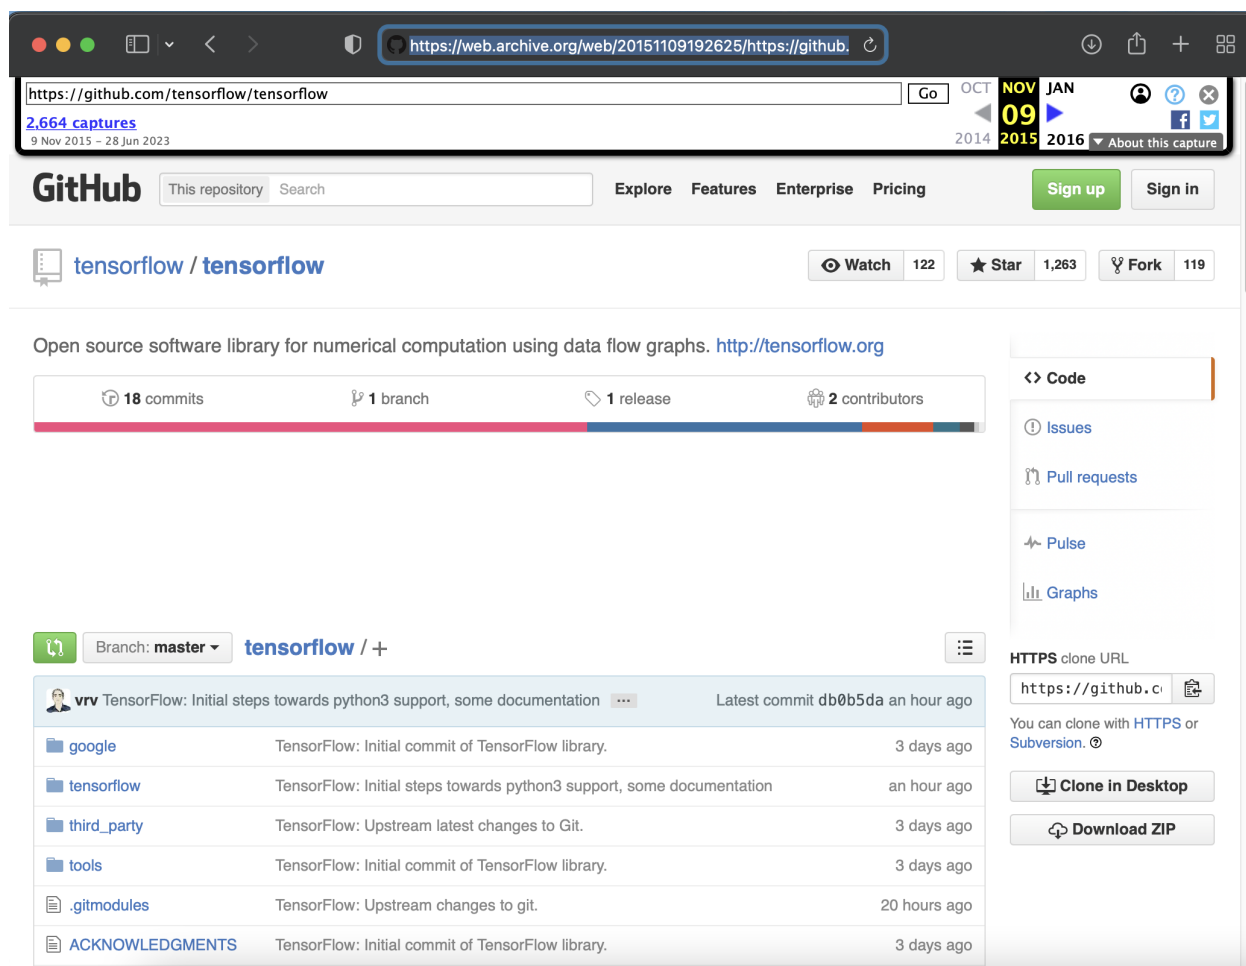 https://web.archive.org/web/20151109192625/https://github.
https://github.com/tensorflow/tensorflow
Go
OCT NOV JAN
09
2014 2015 2016
2,664 captures
9 Nov 2015 – 28 Jun 2023
About this capture
GitHub This repository Search Explore Features Enterprise Pricing Sign up Sign in
tensorflow / tensorflow
Watch 122 Star 1,263 Fork 119
Open source software library for numerical computation using data flow graphs. http://tensorflow.org
18 commits 1 branch 1 release 2 contributors
Code
Issues
Pull requests
Pulse
Graphs
HTTPS clone URL
https://github.c
You can clone with HTTPS or
Subversion.
Clone in Desktop
Download ZIP
Branch: master tensorflow / +
vrv TensorFlow: Initial steps towards python3 support, some documentation ... Latest commit db0b5da an hour ago
google TensorFlow: Initial commit of TensorFlow library. 3 days ago
tensorflow TensorFlow: Initial steps towards python3 support, some documentation an hour ago
third_party TensorFlow: Upstream latest changes to Git. 3 days ago
tools TensorFlow: Initial commit of TensorFlow library. 3 days ago
.gitmodules TensorFlow: Upstream changes to git. 20 hours ago
ACKNOWLEDGMENTS TensorFlow: Initial commit of TensorFlow library. 3 days ago